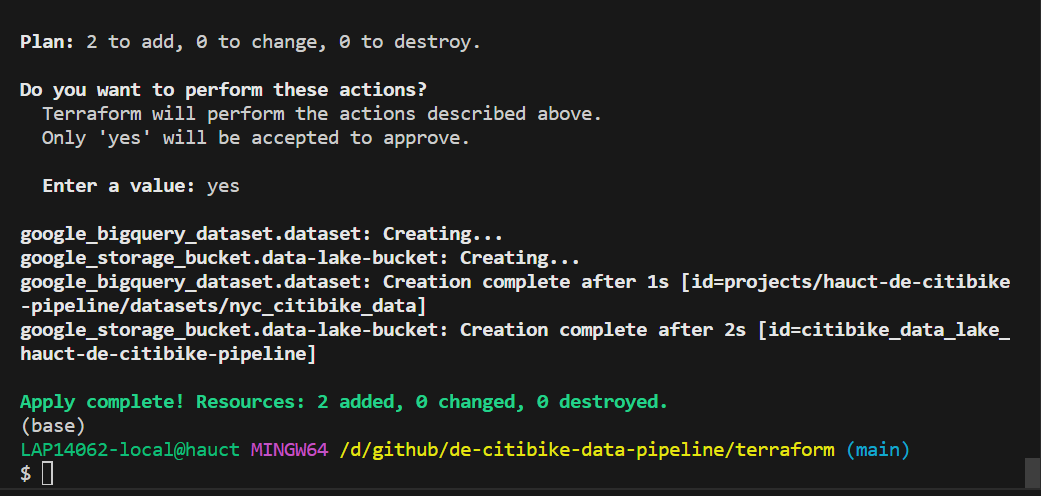 Plan: 2 to add, 0 to change, 0 to destroy.
Do you want to perform these actions?
Terraform will perform the actions described above.
Only 'yes' will be accepted to approve.
Enter a value: yes
google_bigquery_dataset.dataset: Creating...
google_storage_bucket.data-lake-bucket: Creating...
google_bigquery_dataset.dataset: Creation complete after 1s [id=projects/hauct-de-citibike
-pipeline/datasets/nyc_citibike_data]
google_storage_bucket.data-lake-bucket: Creation complete after 2s [id=citibike_data_lake_
hauct-de-citibike-pipeline]
Apply complete! Resources: 2 added, 0 changed, 0 destroyed.
(base)
LAP14062-local@hauct MINGW64 /d/github/de-citibike-data-pipeline/terraform (main)
$